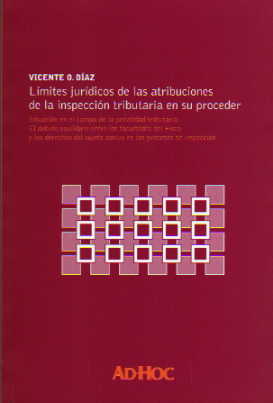 VICENTE O. DÍAZ
Límites jurídicos de las atribuciones
de la inspección tributaria en su proceder
Situación en el campo de la penalidad tributaria
El debido equilibrio entre las facultades del Fisco
y los derechos del sujeto pasivo en los procesos de inspección
AD-HOC